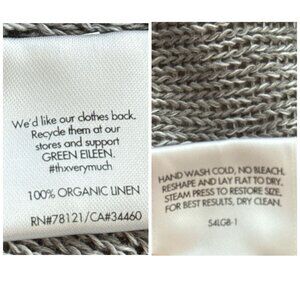 We'd like our clothes back.
Recycle them at our
stores and support
GREEN EILEEN.
#thxverymuch
100% ORGANIC LINEN
RN#78121/CA#34460
HAND WASH COLD, NO BLEACH.
RESHAPE AND LAY FLAT TO DRY.
STEAM PRESS TO RESTORE SIZE.
FOR BEST RESULTS, DRY CLEAN.
S4LGB-1